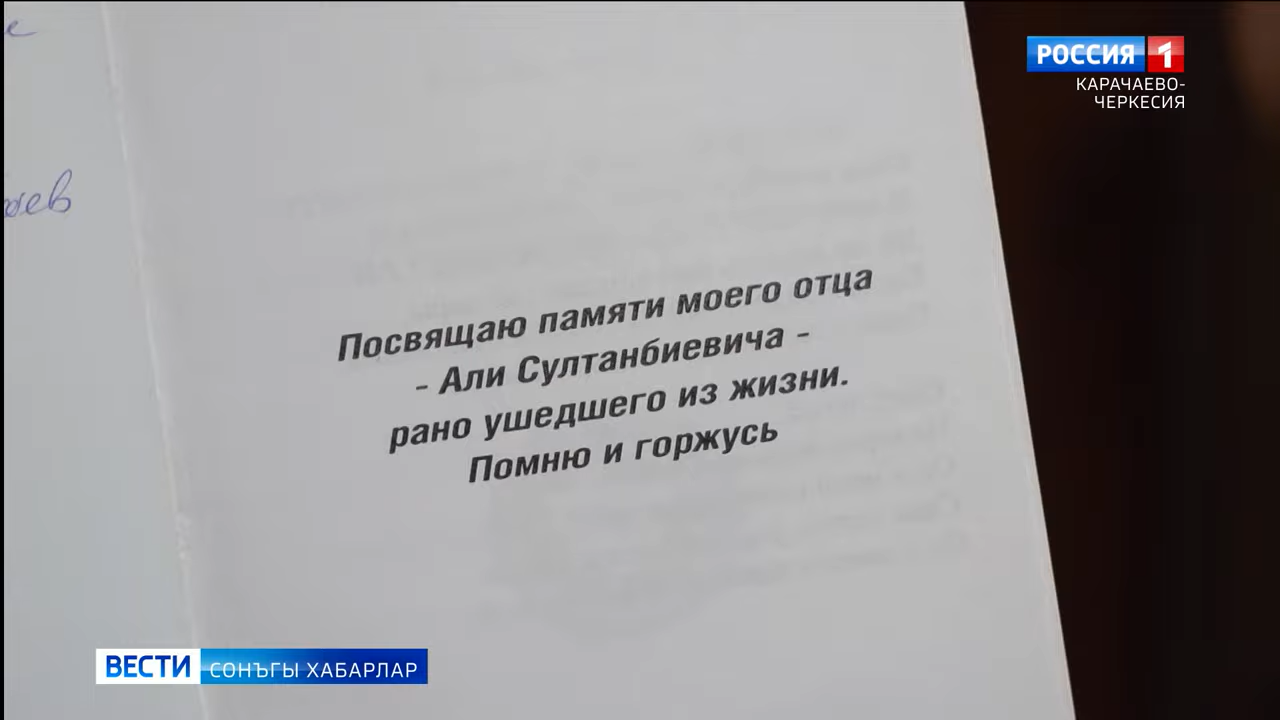 РОССИЯ 1
КАРАЧАЕВО-
ЧЕРКЕСИЯ
Посвящаю памяти моего отца
- Али Султанбиевича -
рано ушедшего из жизни.
Помню и горжусь
ВЕСТИ СОНЪГЫ ХАБАРЛАР